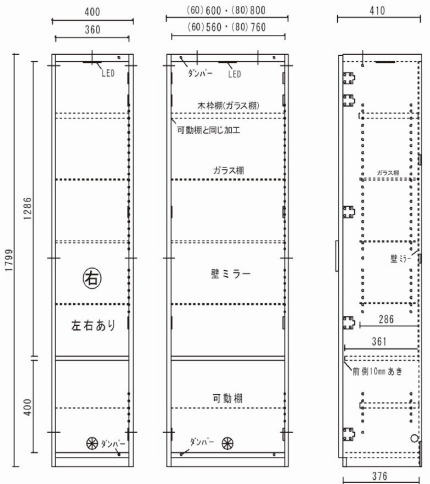 400
360
(60)600・(80)800
(60)560・(80)760
410
LED
ダンパー
LED
木枠棚(ガラス棚)
可動棚と同じ加工
ガラス棚
ガラス棚
1799
1286
右
左右あり
壁ミラー
壁ミラー
286
361
前側10mmあき
400
可動棚
ダンパー
ダンパー
376